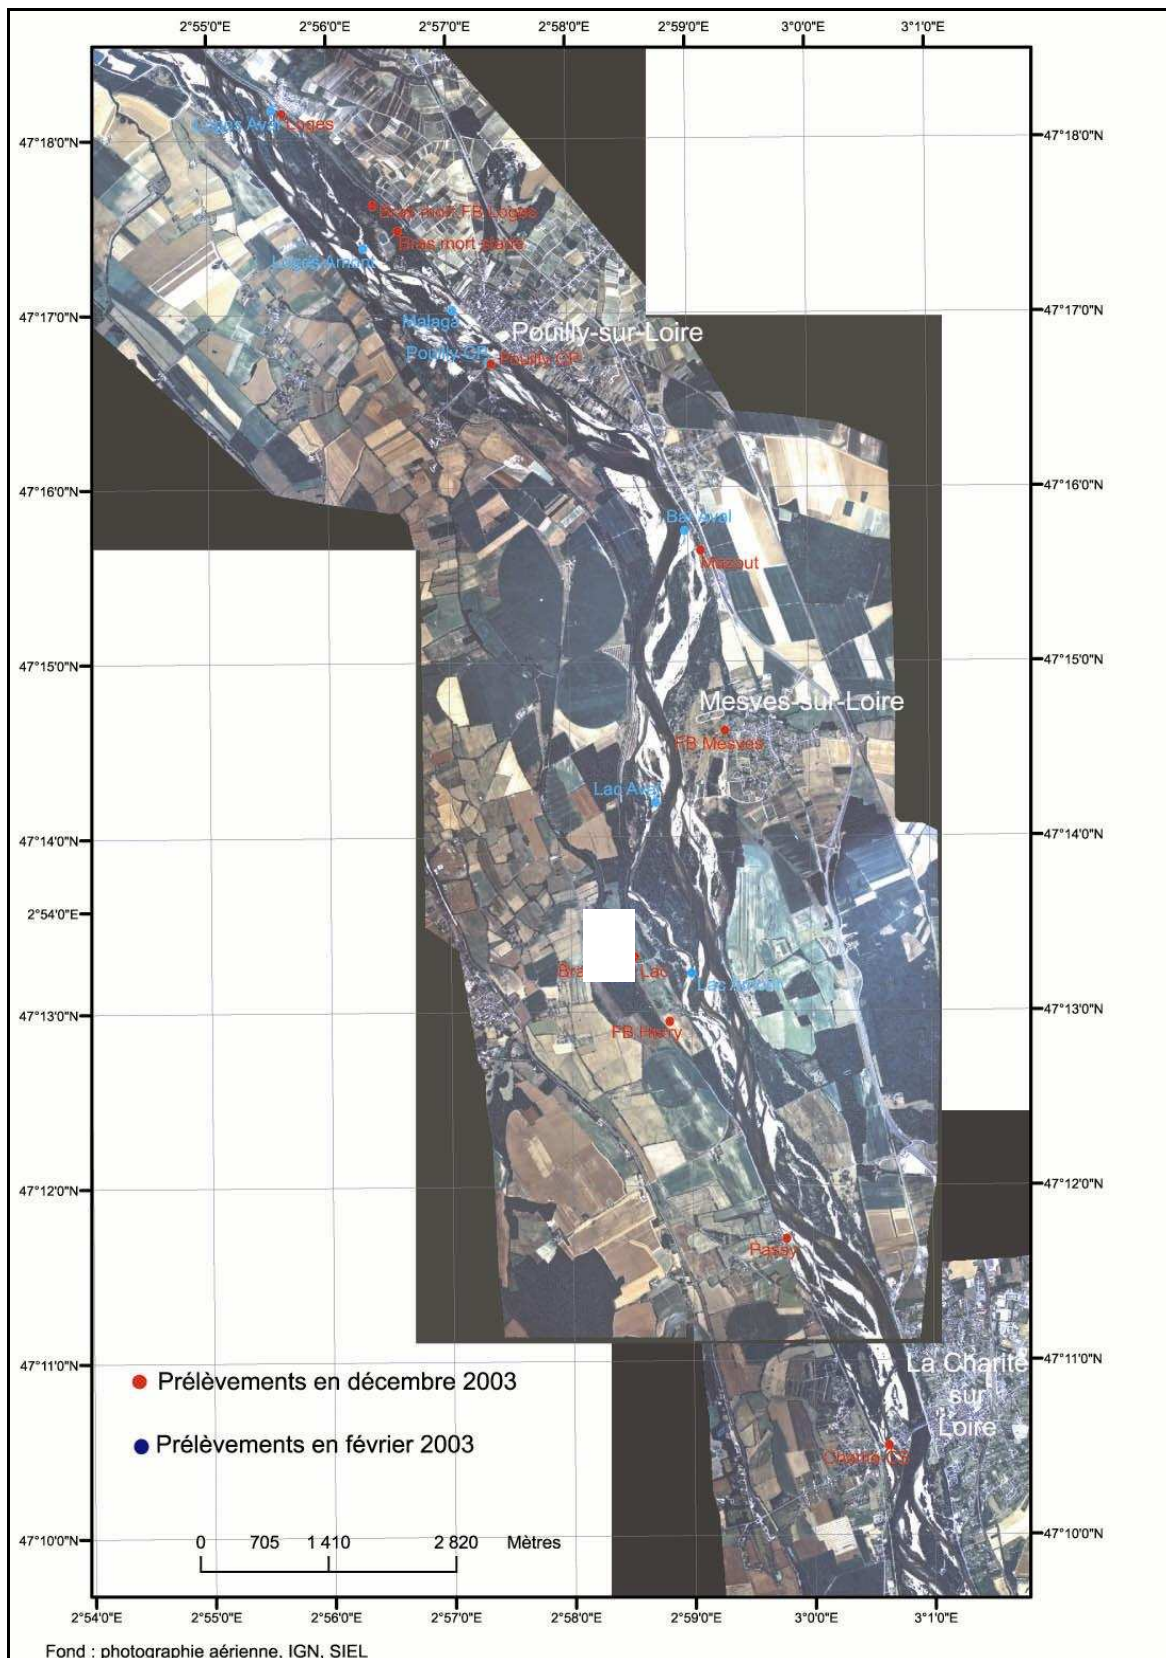 2°55'0"E 2°56'0"E 2°57'0"E 2°58'0"E 2°59'0"E 3°0'0"E 3°1'0"E
Loges Aval Loges
47°18'0"N 47°18'0"N
Bras mort FB Loges
Bras mort stade
Loges Amont
47°17'0"N 47°17'0"N
Malaga
Pouilly-sur-Loire
Pouilly CP Pouilly CP
47°16'0"N 47°16'0"N
Bar Aval
Mazout
47°15'0"N 47°15'0"N
Mesves-sur-Loire
FB Mesves
Lac Aval
47°14'0"N 47°14'0"N
2°54'0"E
Lac
Lac Amont
47°13'0"N 47°13'0"N
FB Herry
47°12'0"N 47°12'0"N
Passy
47°11'0"N 47°11'0"N
La Charité
sur
Loire
Prélèvements en décembre 2003
Prélèvements en février 2003
47°10'0"N 47°10'0"N
0 705 1 410 2 820 Mètres
2°54'0"E 2°55'0"E 2°56'0"E 2°57'0"E 2°58'0"E 2°59'0"E 3°0'0"E 3°1'0"E
Fond : photographie aérienne, IGN, SIEL